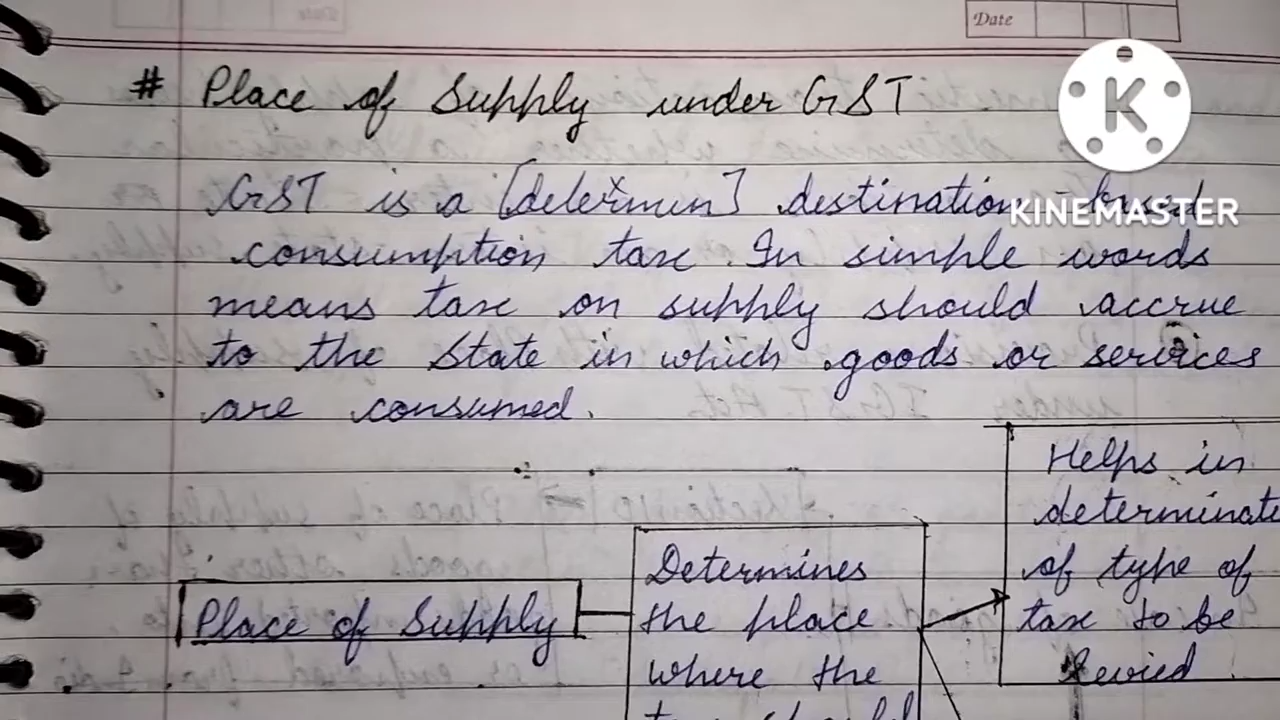 Date
# Place of Supply under GST
GST is a [determin] destination - based
consumption tax. In simple words
means tax on supply should accrue
to the State in which goods or services
are consumed.
Place of Supply
Determines
the place
where the
Helps in
determinate
of type of
tax to be
levied
K
KINEMASTER